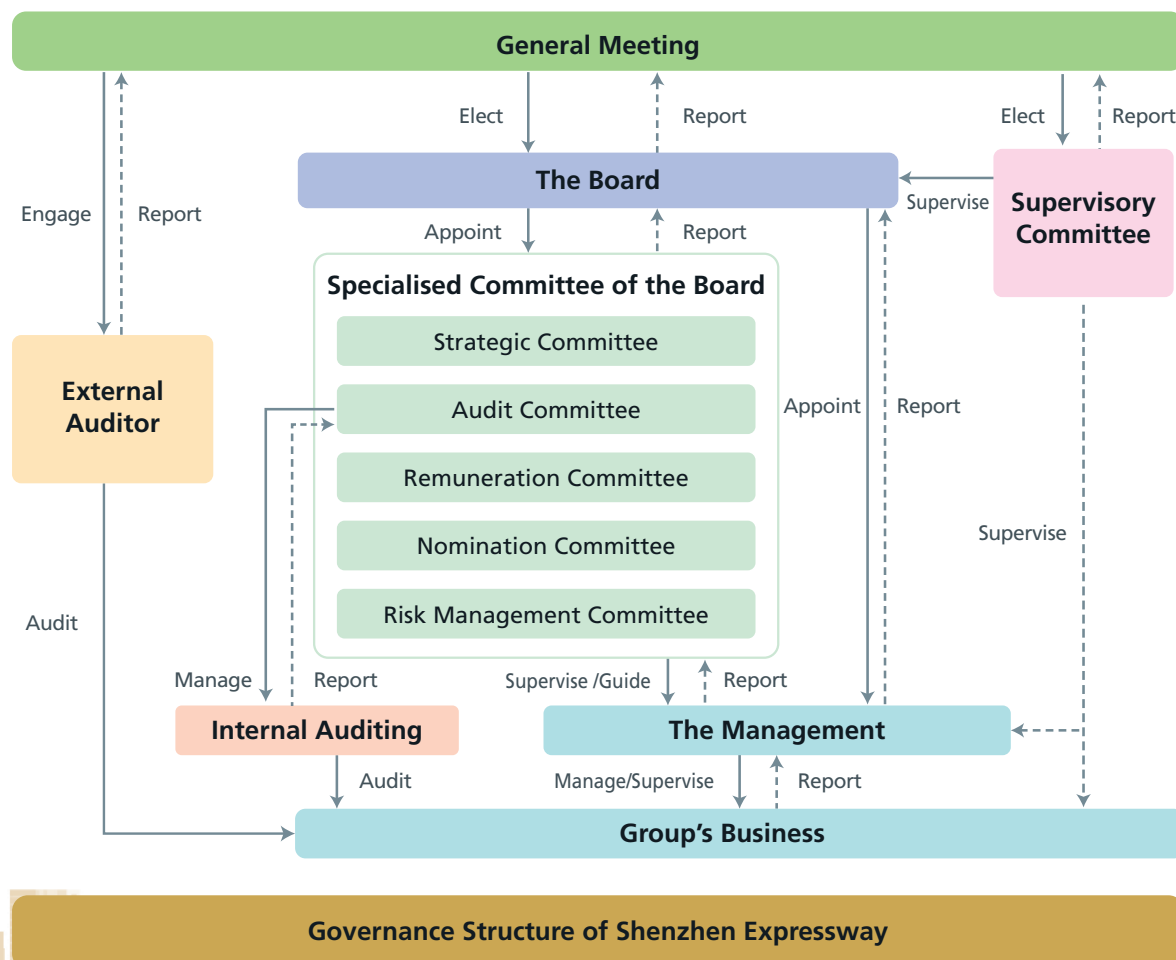 General Meeting
Elect
Report
Elect
Report
Engage
Report
The Board
Supervise
Supervisory
Committee
Appoint
Report
Specialised Committee of the Board
Strategic Committee
External
Auditor
Audit Committee
Appoint
Report
Remuneration Committee
Nomination Committee
Supervise
Risk Management Committee
Audit
Manage
Report
Supervise /Guide
Report
Internal Auditing
The Management
Audit
Manage/Supervise
Report
Group's Business
Governance Structure of Shenzhen Expressway